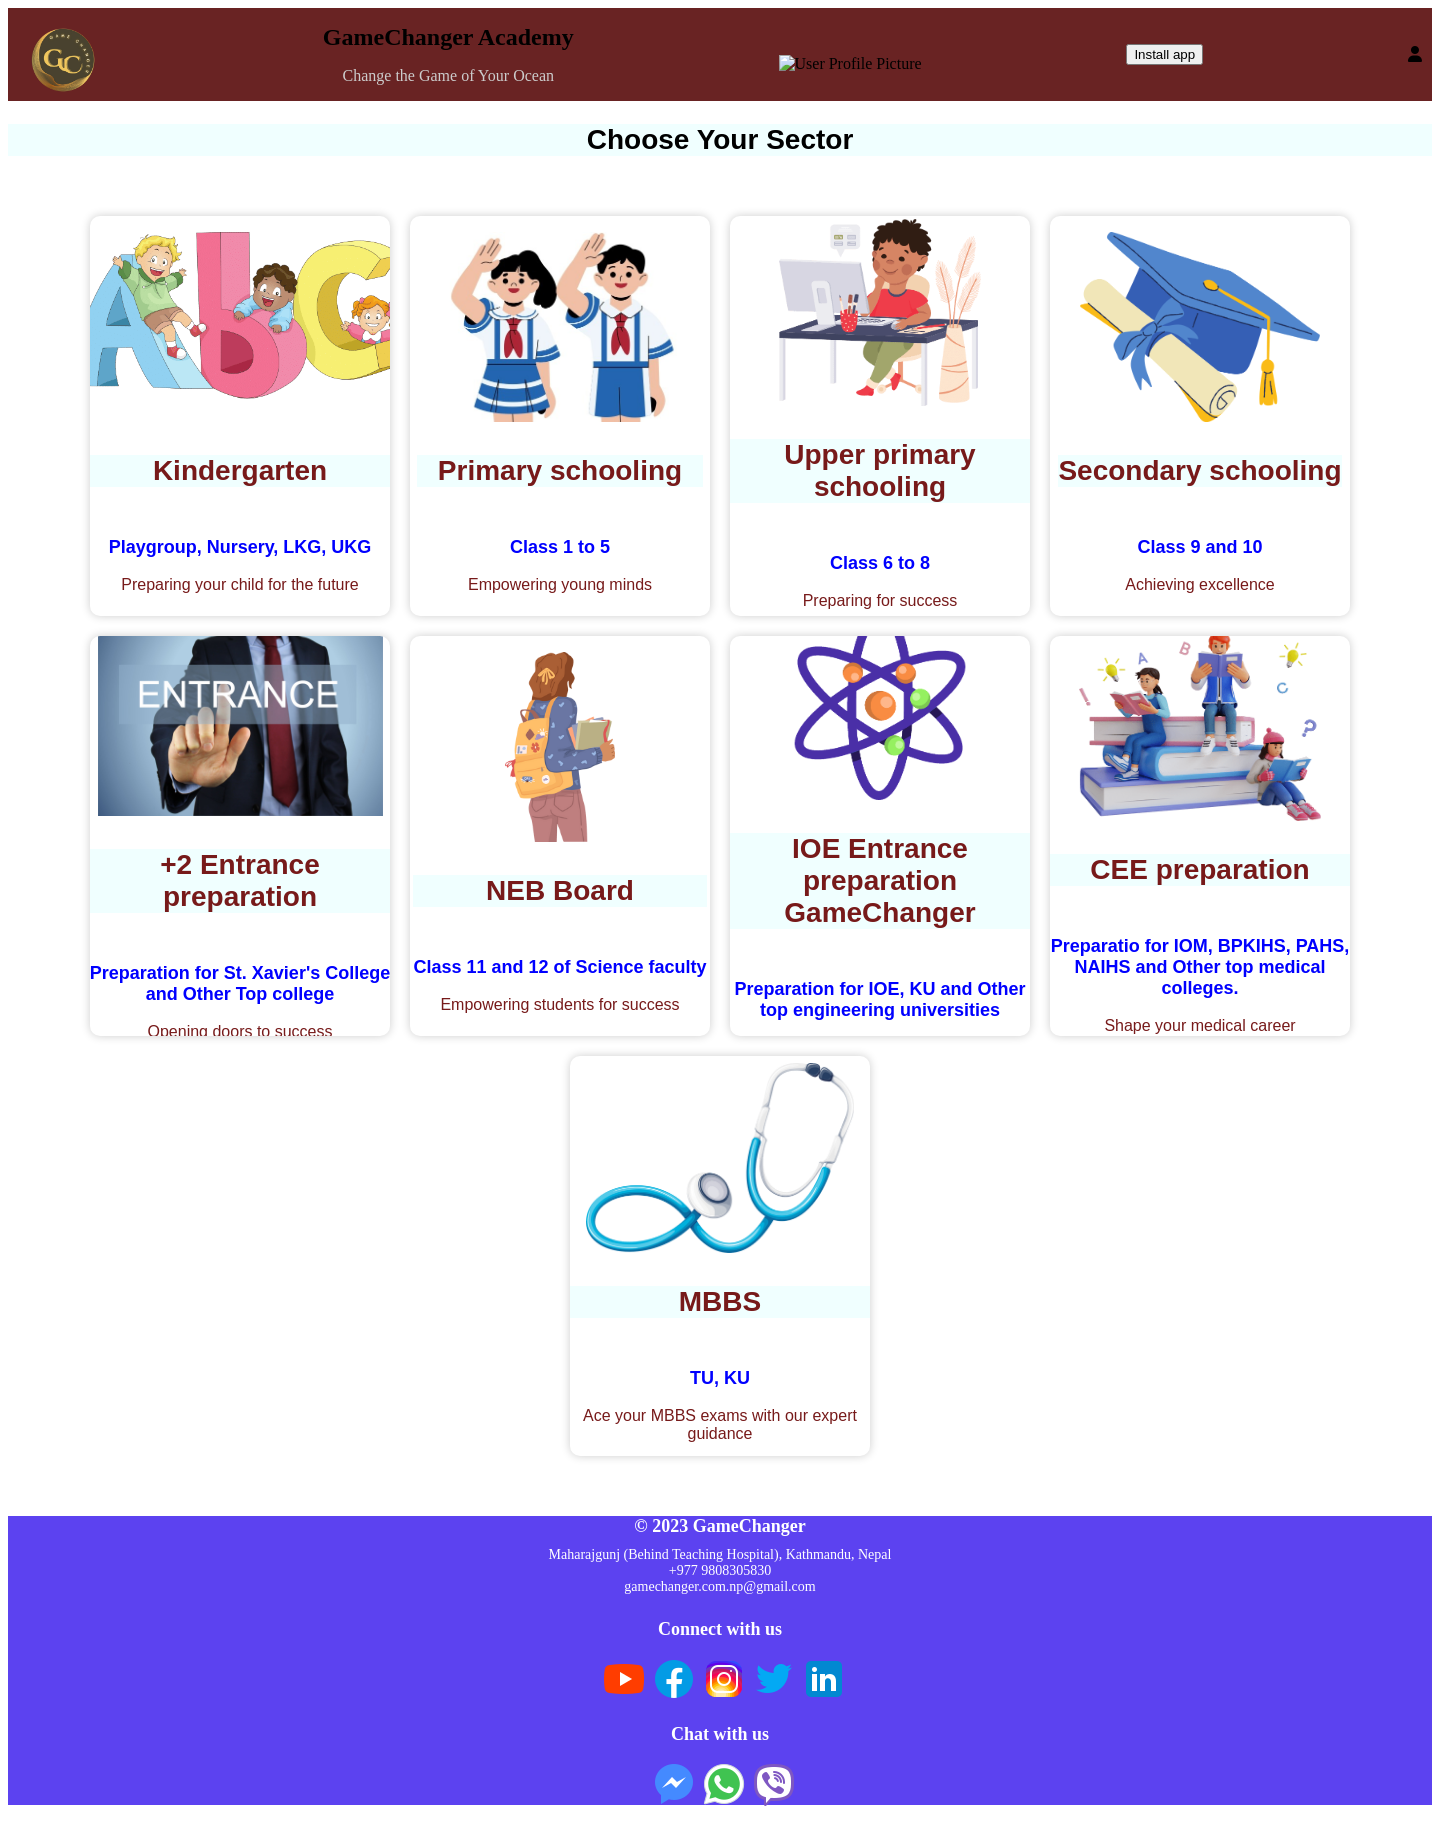 GAME CHANGER
GC
GameChanger Academy
Change the Game of Your Ocean
User Profile Picture
Install app
Choose Your Sector
AbC
Kindergarten
Playgroup, Nursery, LKG, UKG
Preparing your child for the future
Primary schooling
Class 1 to 5
Empowering young minds
Upper primary
schooling
Class 6 to 8
Preparing for success
Secondary schooling
Class 9 and 10
Achieving excellence
ENTRANCE
+2 Entrance
preparation
Preparation for St. Xavier's College
and Other Top college
Opening doors to success
NEB Board
Class 11 and 12 of Science faculty
Empowering students for success
IOE Entrance
preparation
GameChanger
Preparation for IOE, KU and Other
top engineering universities
A B C ! ?
CEE preparation
Preparatio for IOM, BPKIHS, PAHS,
NAIHS and Other top medical
colleges.
Shape your medical career
MBBS
TU, KU
Ace your MBBS exams with our expert
guidance
© 2023 GameChanger
Maharajgunj (Behind Teaching Hospital), Kathmandu, Nepal
+977 9808305830
gamechanger.com.np@gmail.com
Connect with us
f in
Chat with us